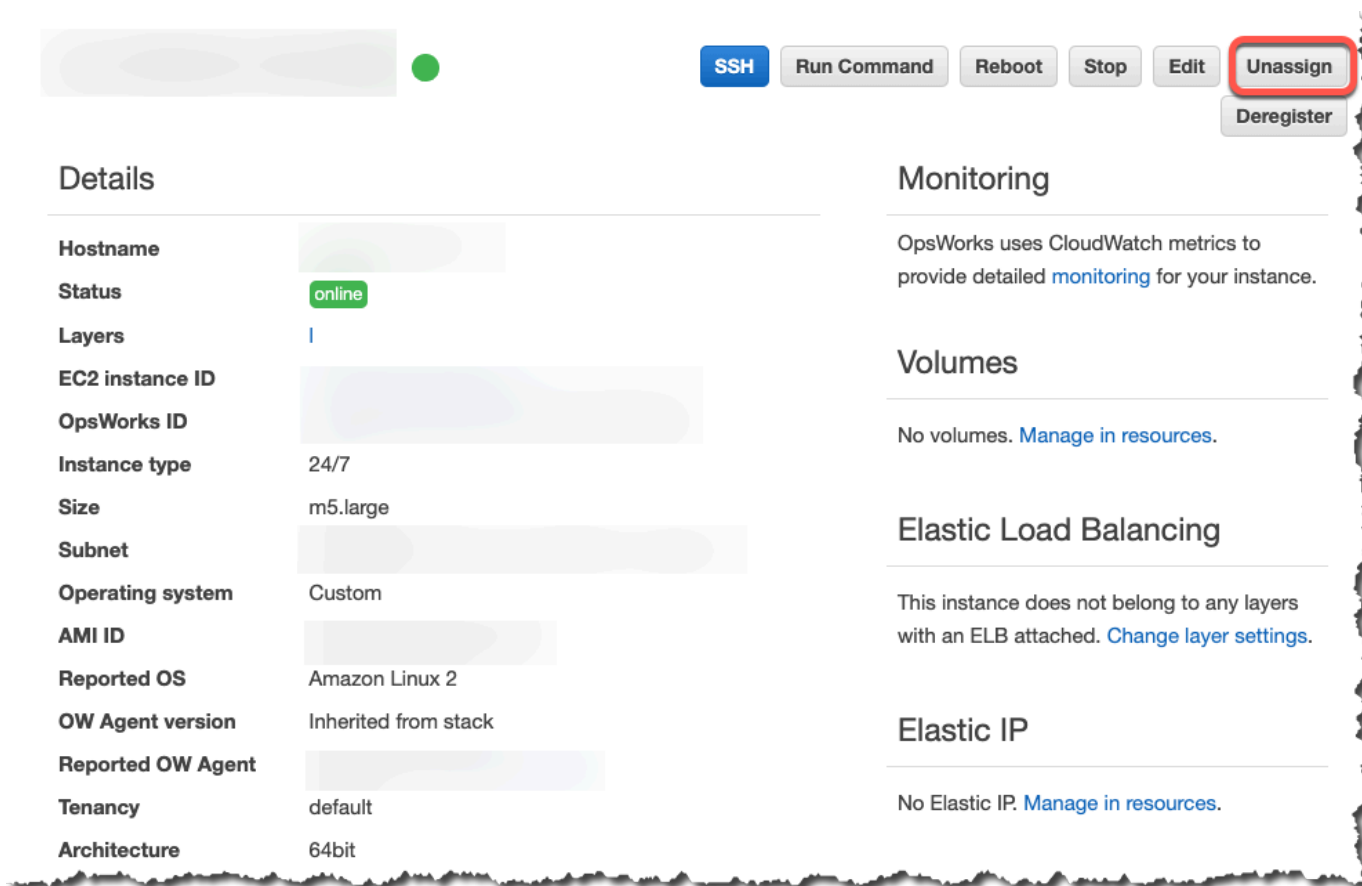 SSH
Run Command
Reboot
Stop
Edit
Unassign
Deregister
Details
Hostname
Status online
Layers l
EC2 instance ID
OpsWorks ID
Instance type 24/7
Size m5.large
Subnet
Operating system Custom
AMI ID
Reported OS Amazon Linux 2
OW Agent version Inherited from stack
Reported OW Agent
Tenancy default
Architecture 64bit
Monitoring
OpsWorks uses CloudWatch metrics to
provide detailed monitoring for your instance.
Volumes
No volumes. Manage in resources.
Elastic Load Balancing
This instance does not belong to any layers
with an ELB attached. Change layer settings.
Elastic IP
No Elastic IP. Manage in resources.